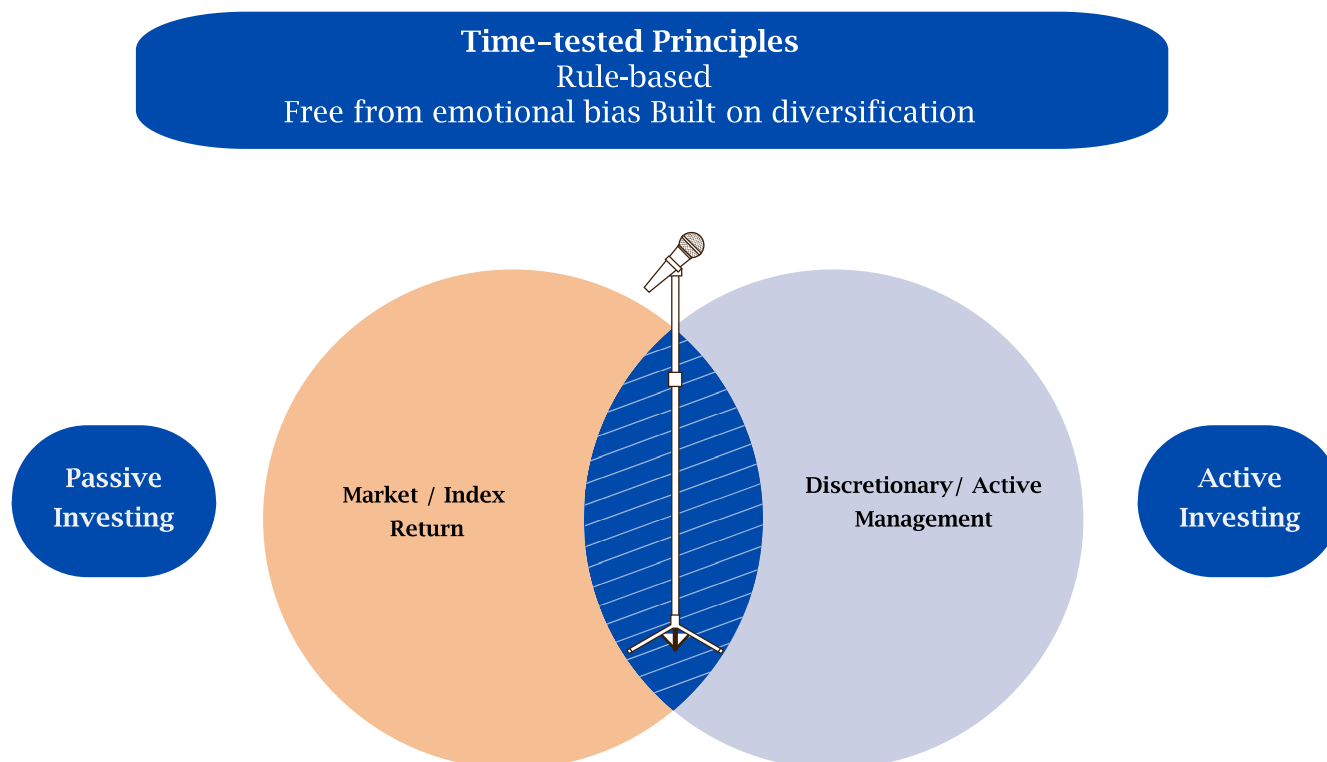 Time-tested Principles
Rule-based
Free from emotional bias Built on diversification
Passive
Investing
Market / Index
Return
Discretionary/ Active
Management
Active
Investing